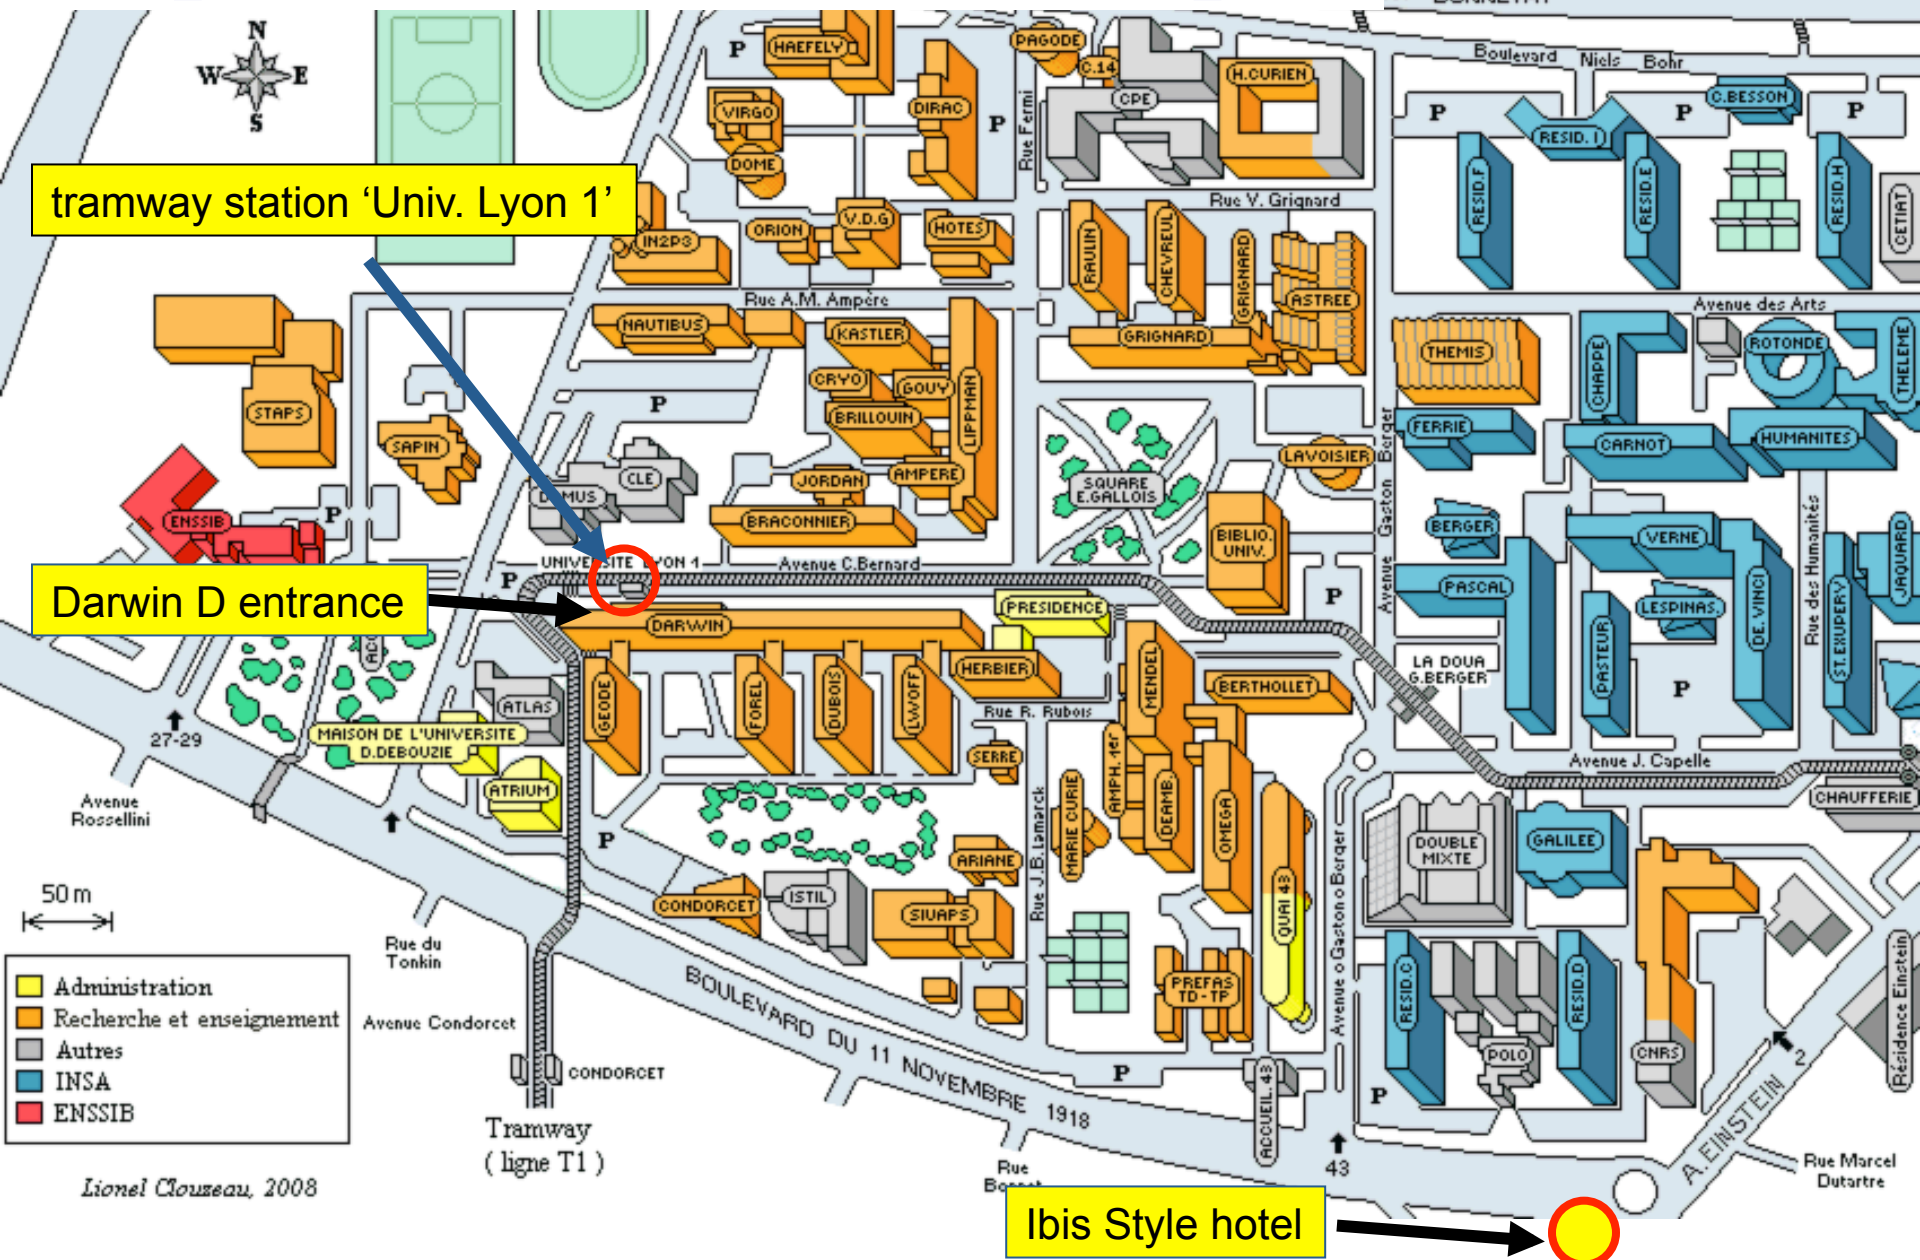 N
W E
S
P
HAEFELY
VIRGO
DOME
DIRAC
P
PAGODE
C.14
CPE
H.CURIEN
Rue Fermi
Boulevard Niels Bohr
P
P
P
C.BESSON
RESID. I
RESID.F
RESID.E
RESID.H
CETIAT
tramway station ‘Univ. Lyon 1’
IN2P3
ORION
V.D.G
HOTES
Rue V. Grignard
RAULIN
CHEVREUL
GRIGNARD
ASTREE
GRIGNARD
Rue A.M. Ampère
NAUTIBUS
KASTLER
CRYO
GOUY
BRILLOUIN
LIPPMAN
AMPERE
JORDAN
BRACONNIER
P
STAPS
SAPIN
CLE
ENSSIB
P
Avenue des Arts
THEMIS
CHAPPE
ROTONDE
THELEME
FERRIE
CARNOT
HUMANITES
Avenue Gaston Berger
LAVOISIER
SQUARE
E.GALLOIS
BIBLIO.
UNIV.
BERGER
VERNE
PASCAL
LESPINAS.
DE. VINCI
PASTEUR
Rue des Humanités
ST. EXUPERY
JAQUARD
P
P
UNIVERSITE LYON 1
Avenue C.Bernard
P
Darwin D entrance
DARWIN
PRESIDENCE
HERBIER
GEODE
FOREL
DUBOIS
LWOFF
MENDEL
BERTHOLLET
LA DOUA
G.BERGER
Rue R. Rubois
SERRE
ATLAS
MAISON DE L'UNIVERSITE
D.DEBOUZIE
ATRIUM
27-29
Avenue
Rossellini
P
Avenue J. Capelle
CHAUFFERIE
AMPH. 1er
DEAMB.
OMEGA
MARIE CURIE
Rue J.B. Lamarck
ARIANE
CONDORCET
ISTIL
SIUAPS
QUAI 43
Avenue Gaston Berger
DOUBLE
MIXTE
GALILEE
PREFAS
TD-TP
RESID.C
RESID.D
POLO
CNRS
Résidence Einstein
50 m
Administration
Recherche et enseignement
Autres
INSA
ENSSIB
Rue du
Tonkin
Avenue Condorcet
CONDORCET
Tramway
( ligne T1 )
BOULEVARD DU 11 NOVEMBRE 1918
P
P
ACCUEIL. 43
43
2
A.EINSTEIN
Rue Marcel
Dutartre
Rue
Lionel Clouzeau, 2008
Ibis Style hotel